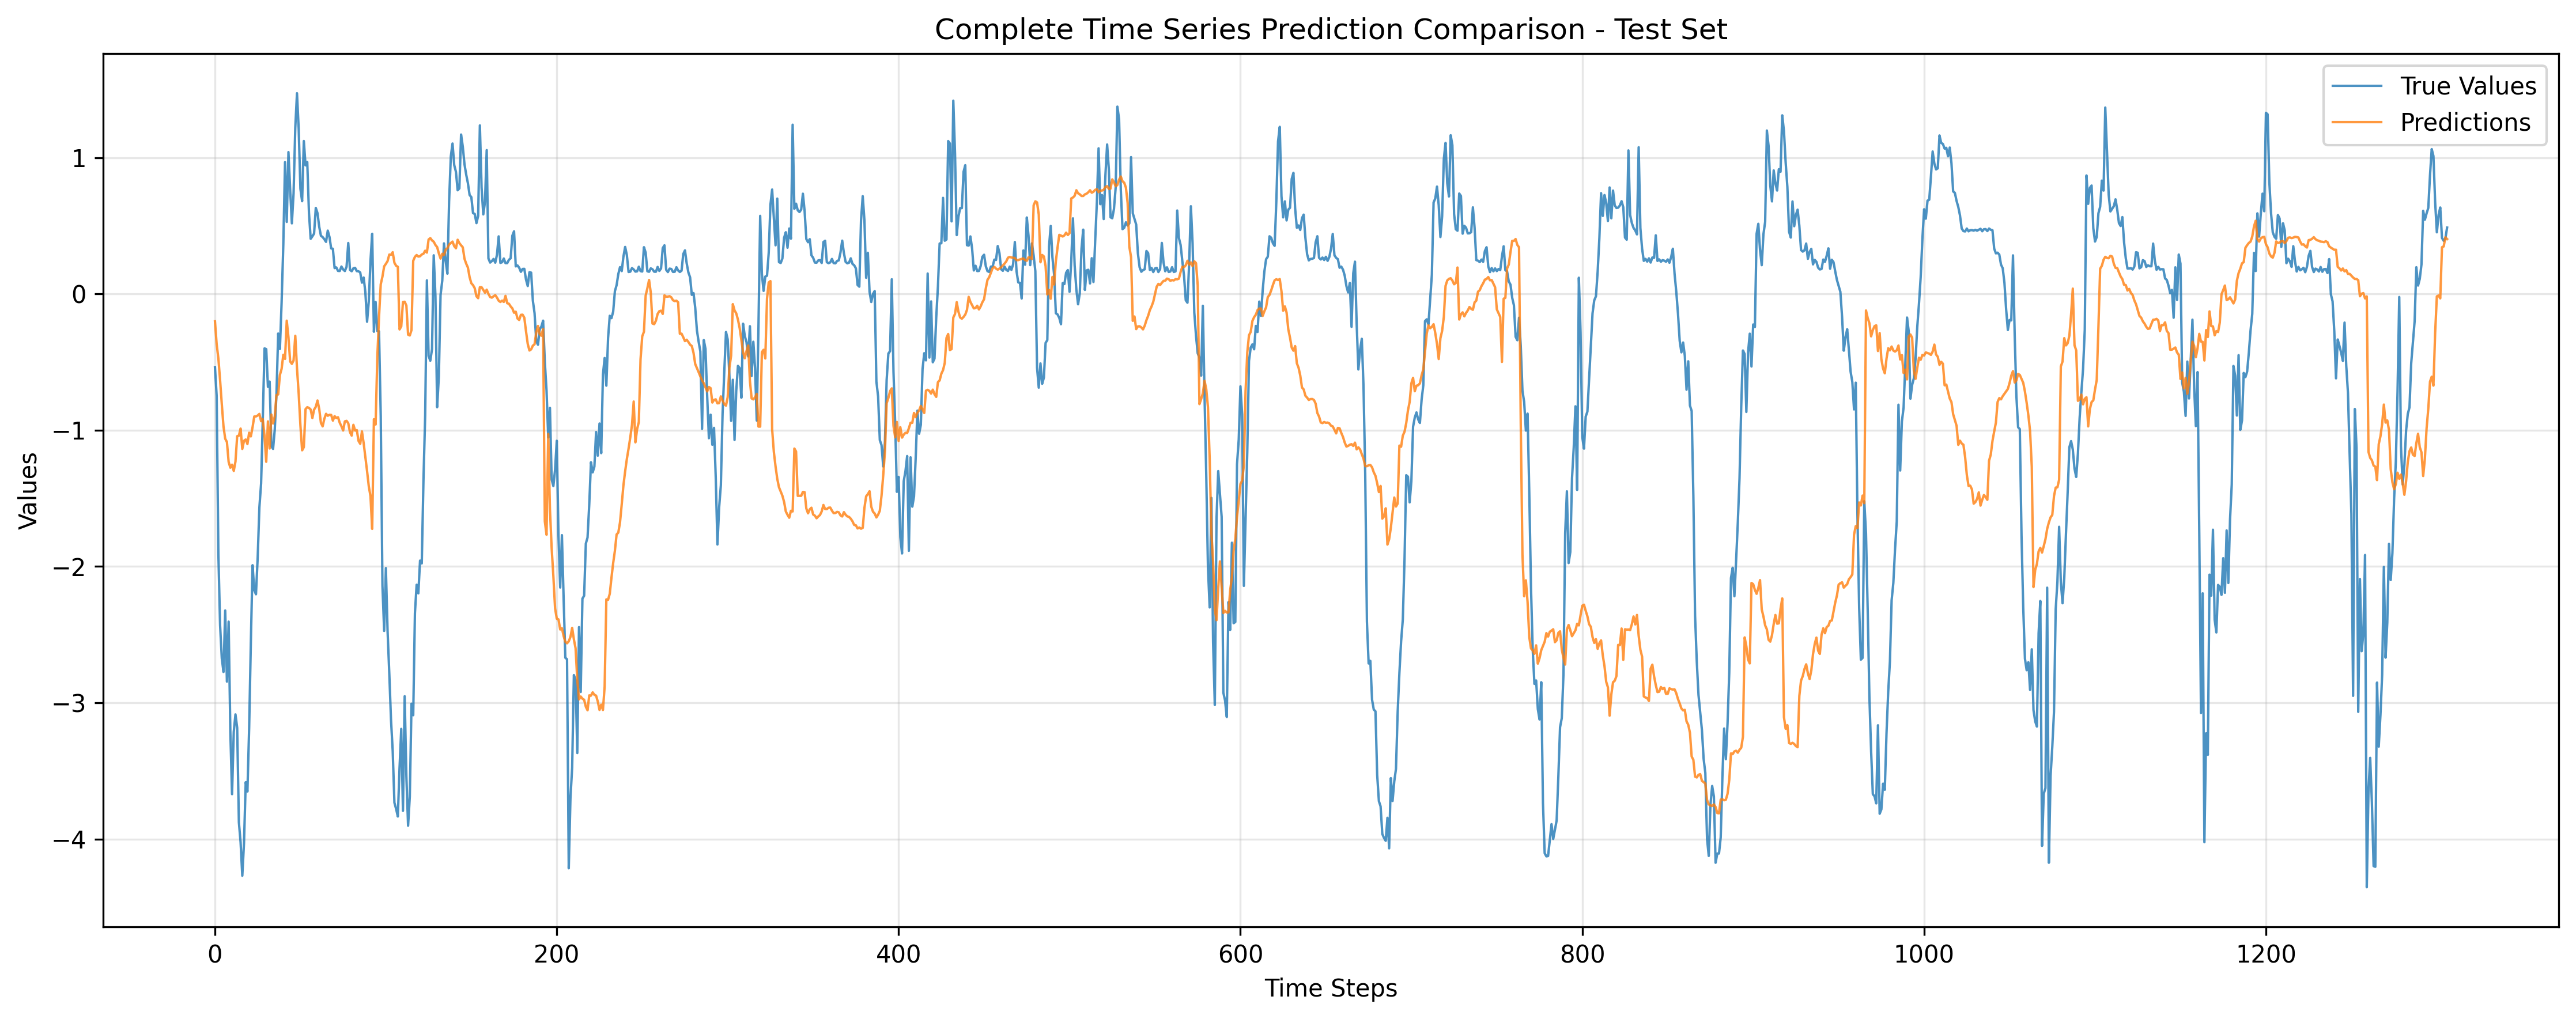 Complete Time Series Prediction Comparison - Test Set
True Values
Predictions
Values
1
0
−1
−2
−3
−4
0
200
400
600
800
1000
1200
Time Steps